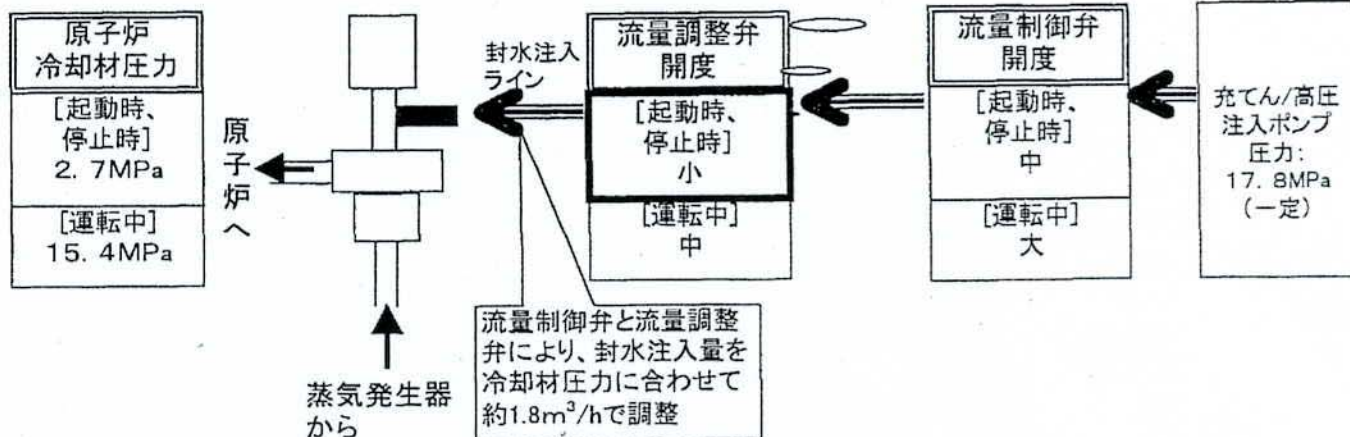 原子炉
冷却材圧力
[起動時、
停止時]
2. 7MPa
[運転中]
15. 4MPa
原子炉へ
蒸気発生器
から
封水注入
ライン
流量制御弁と流量調整
弁により、封水注入量を
冷却材圧力に合わせて
約1.8m³/hで調整
流量調整弁
開度
[起動時、
停止時]
小
[運転中]
中
流量制御弁
開度
[起動時、
停止時]
中
[運転中]
大
充てん/高圧
注入ポンプ
圧力:
17. 8MPa
(一定)